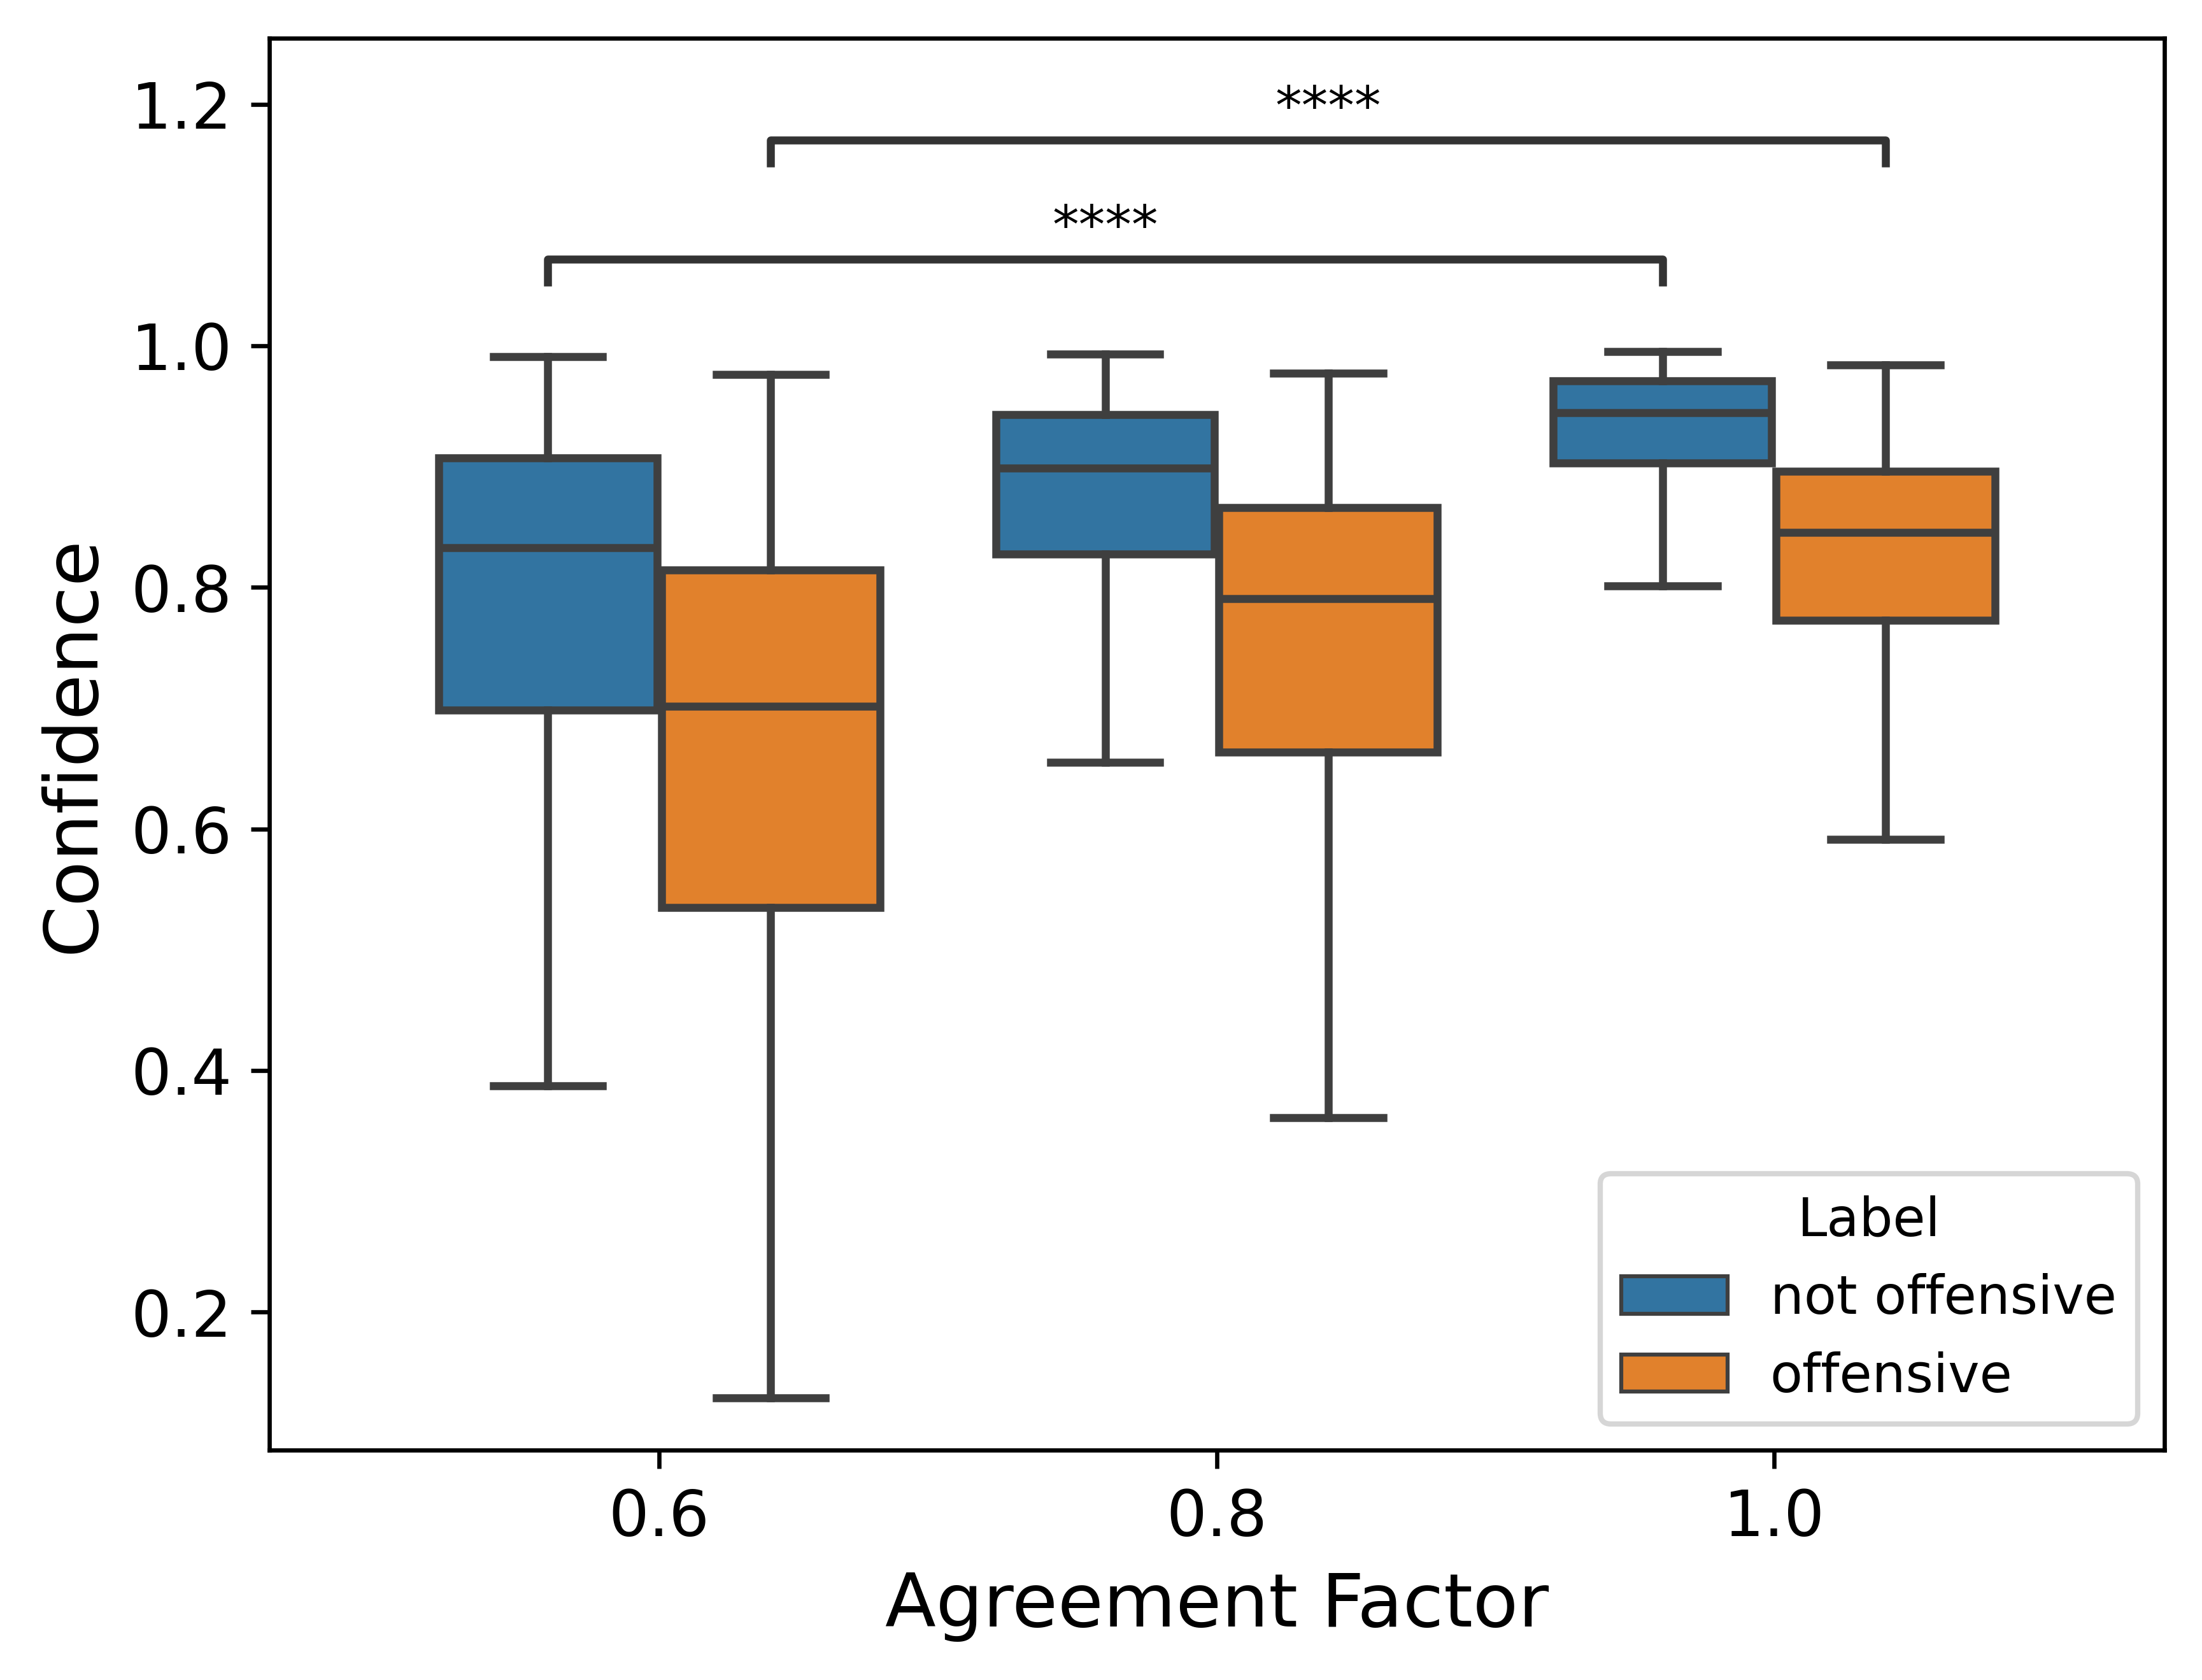 ****
****
1.2
1.0
0.8
0.6
0.4
0.2
Confidence
0.6 0.8 1.0
Agreement Factor
Label
not offensive
offensive